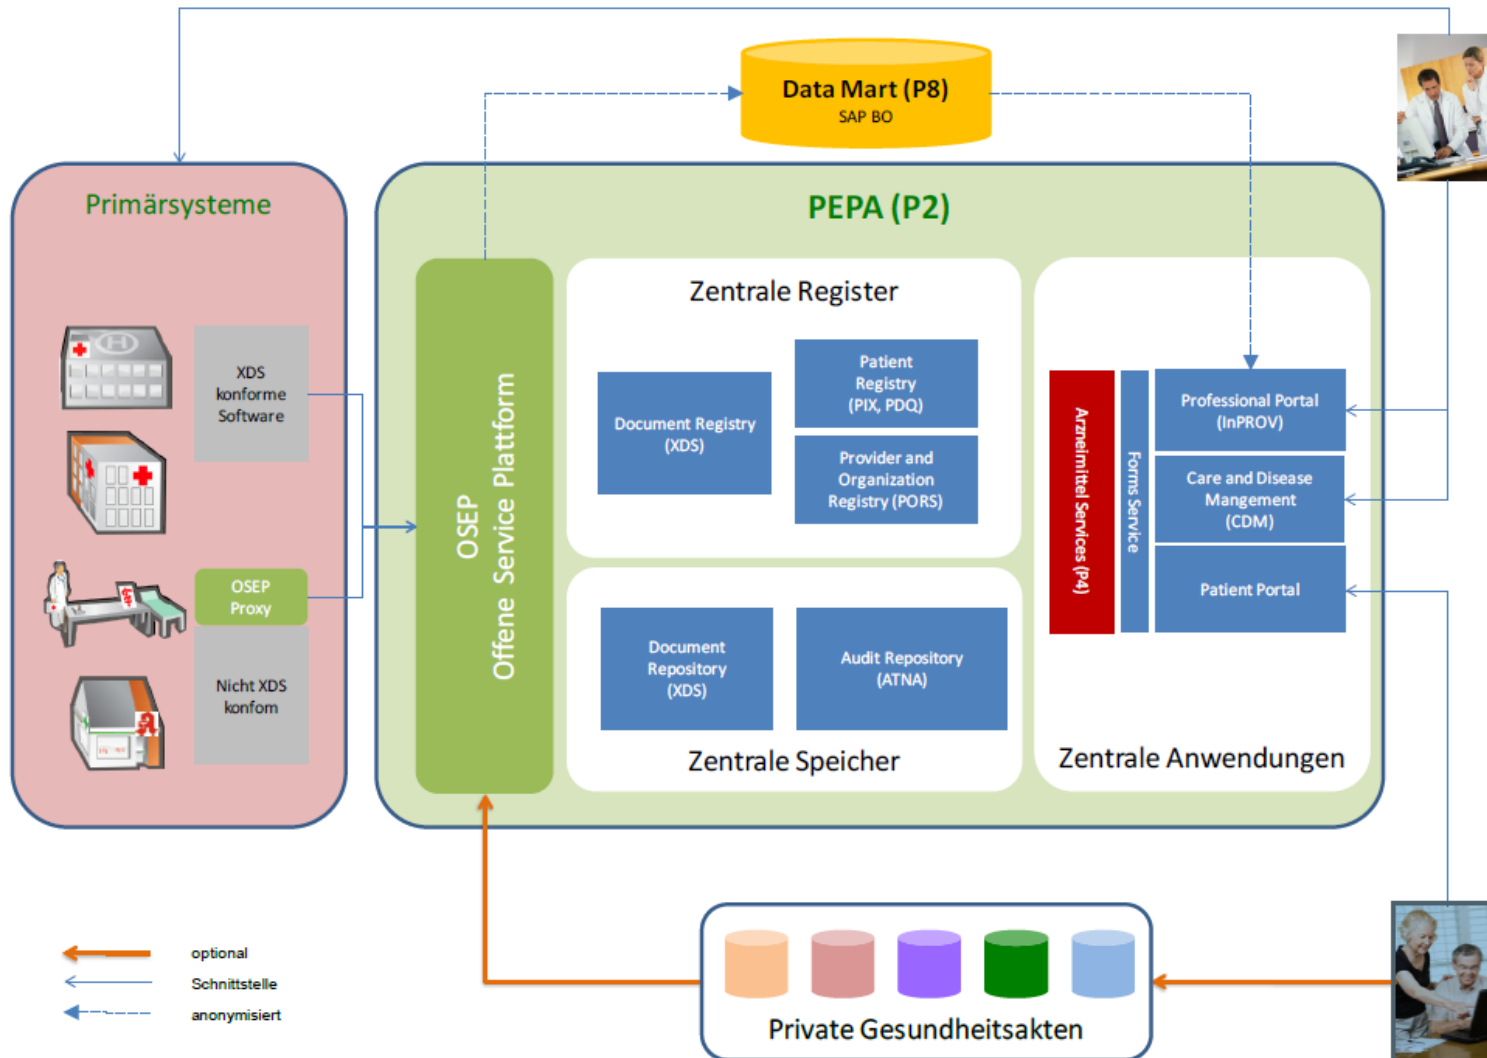 Data Mart (P8)
SAP BO
Primärsysteme
XDS
konforme
Software
OSEP
Proxy
Nicht XDS
konfom
PEPA (P2)
OSEP
Offene Service Plattform
Zentrale Register
Document Registry
(XDS)
Patient
Registry
(PIX, PDQ)
Provider and
Organization
Registry (PORS)
Document
Repository
(XDS)
Audit Repository
(ATNA)
Zentrale Speicher
Arzneimittel Services (P4)
Forms Service
Professional Portal
(InPROV)
Care and Disease
Mangement
(CDM)
Patient Portal
Zentrale Anwendungen
optional
Schnittstelle
anonymisiert
Private Gesundheitsakten